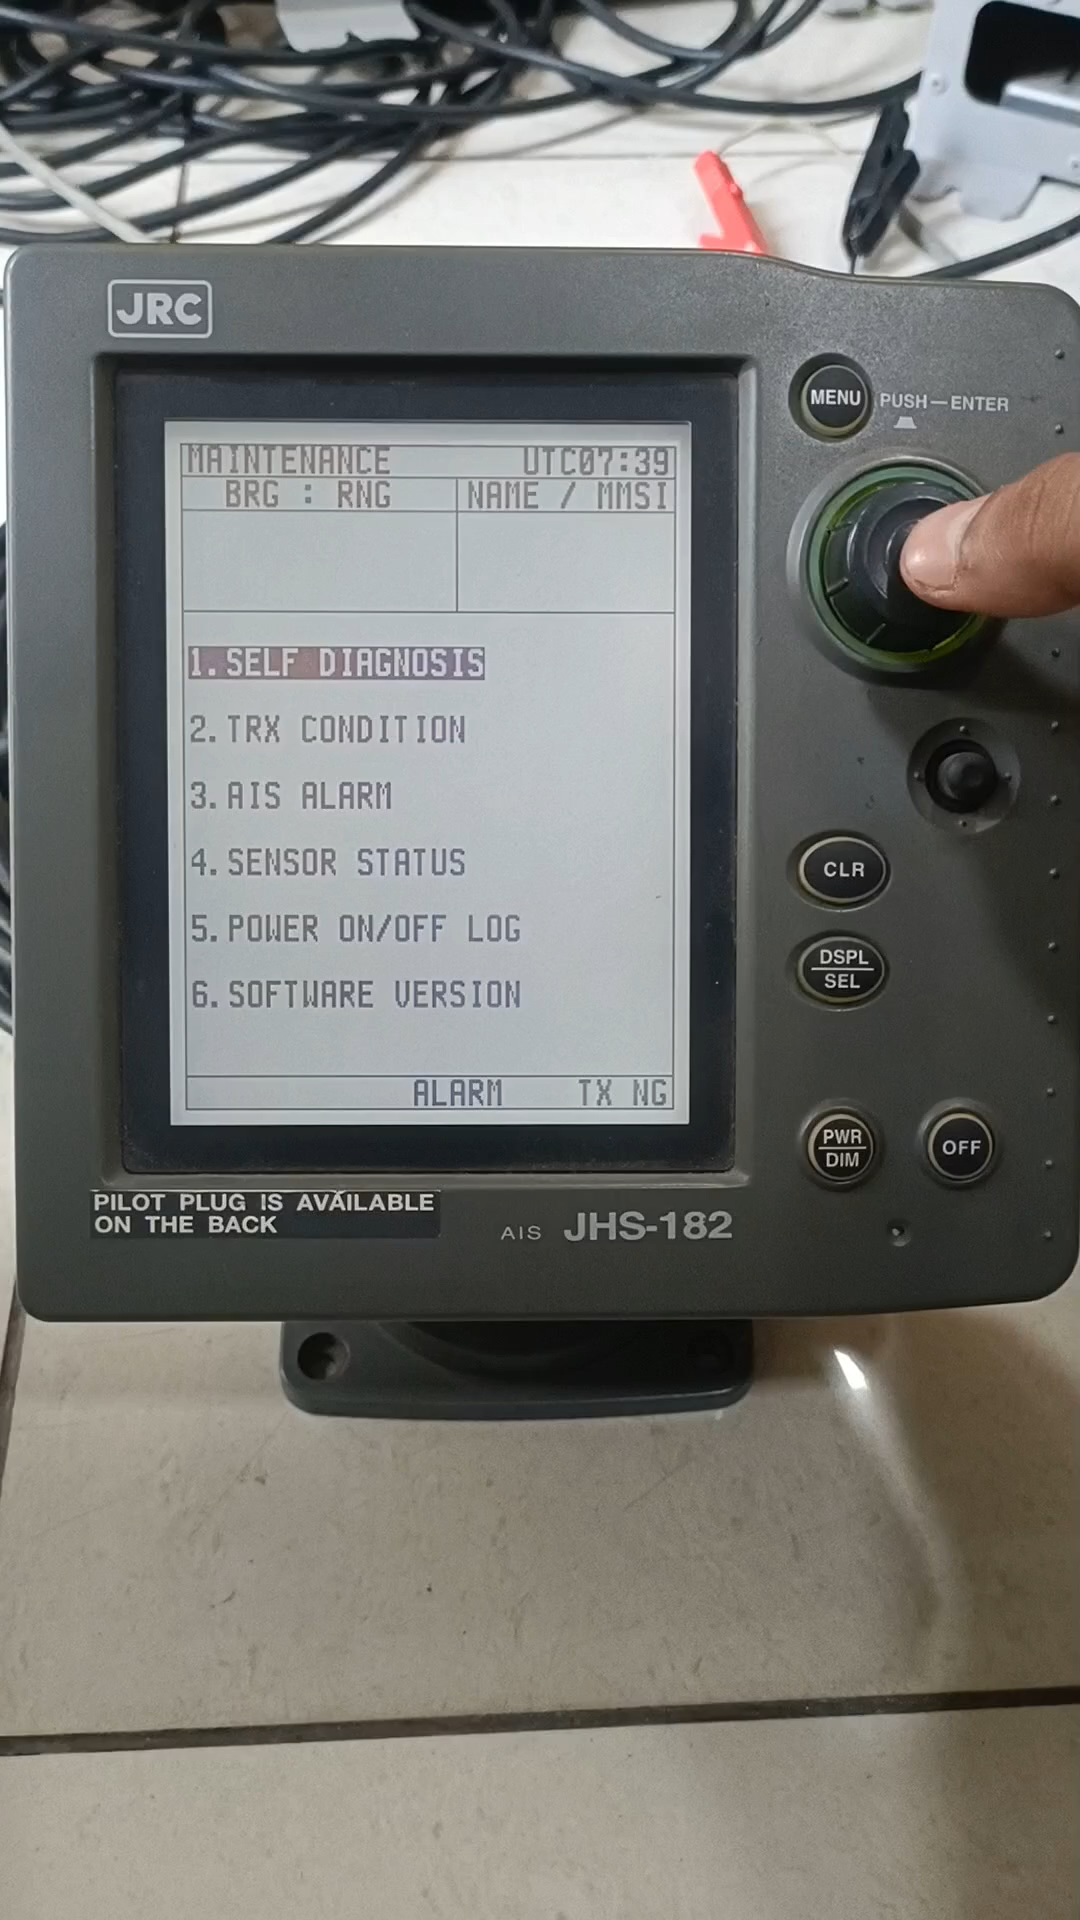 JRC
MENU PUSH—ENTER
MAINTENANCE UTC07:39
BRG : RNG NAME / MMSI
1.SELF DIAGNOSIS
2.TRX CONDITION
3.AIS ALARM
4.SENSOR STATUS
5.POWER ON/OFF LOG
6.SOFTWARE VERSION
ALARM TX NG
CLR
DSPL
SEL
PWR
DIM
OFF
PILOT PLUG IS AVAILABLE
ON THE BACK
AIS JHS-182